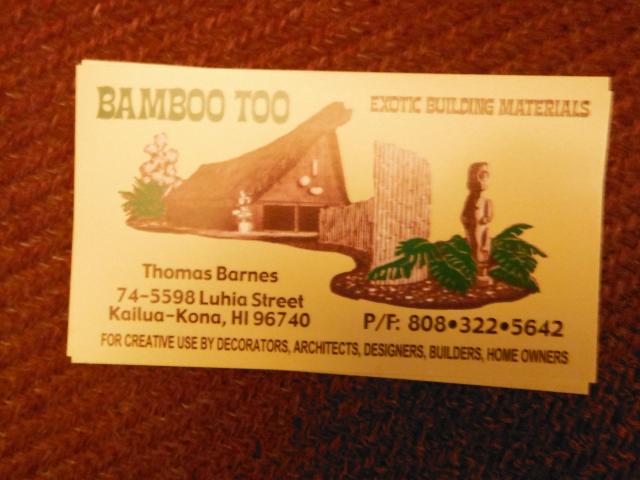 BAMBOO TOO
EXOTIC BUILDING MATERIALS
Thomas Barnes
74-5598 Luhia Street
Kailua-Kona, HI 96740
P/F: 808•322•5642
FOR CREATIVE USE BY DECORATORS, ARCHITECTS, DESIGNERS, BUILDERS, HOME OWNERS